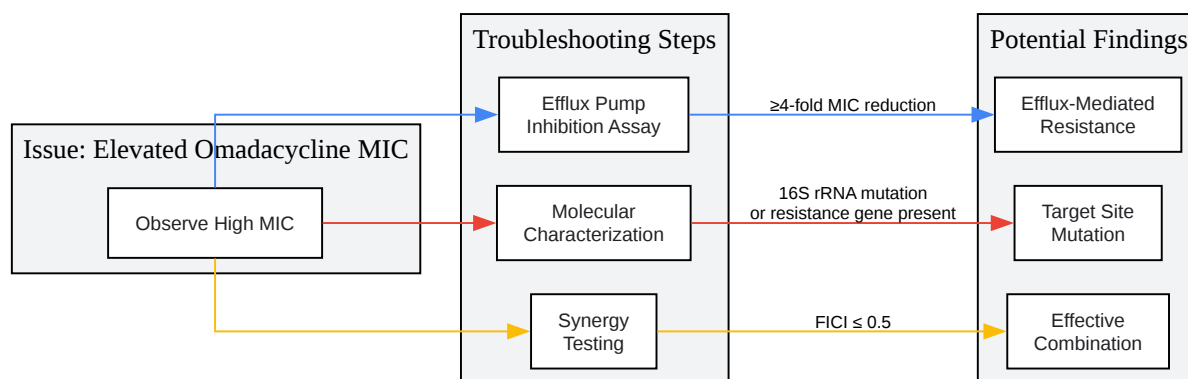 Troubleshooting Steps
Potential Findings
Efflux Pump
Inhibition Assay
≥4-fold MIC reduction
Efflux-Mediated
Resistance
Issue: Elevated Omadacycline MIC
Observe High MIC
Molecular
Characterization
16S rRNA mutation
or resistance gene present
Target Site
Mutation
Synergy
Testing
FICI ≤ 0.5
Effective
Combination